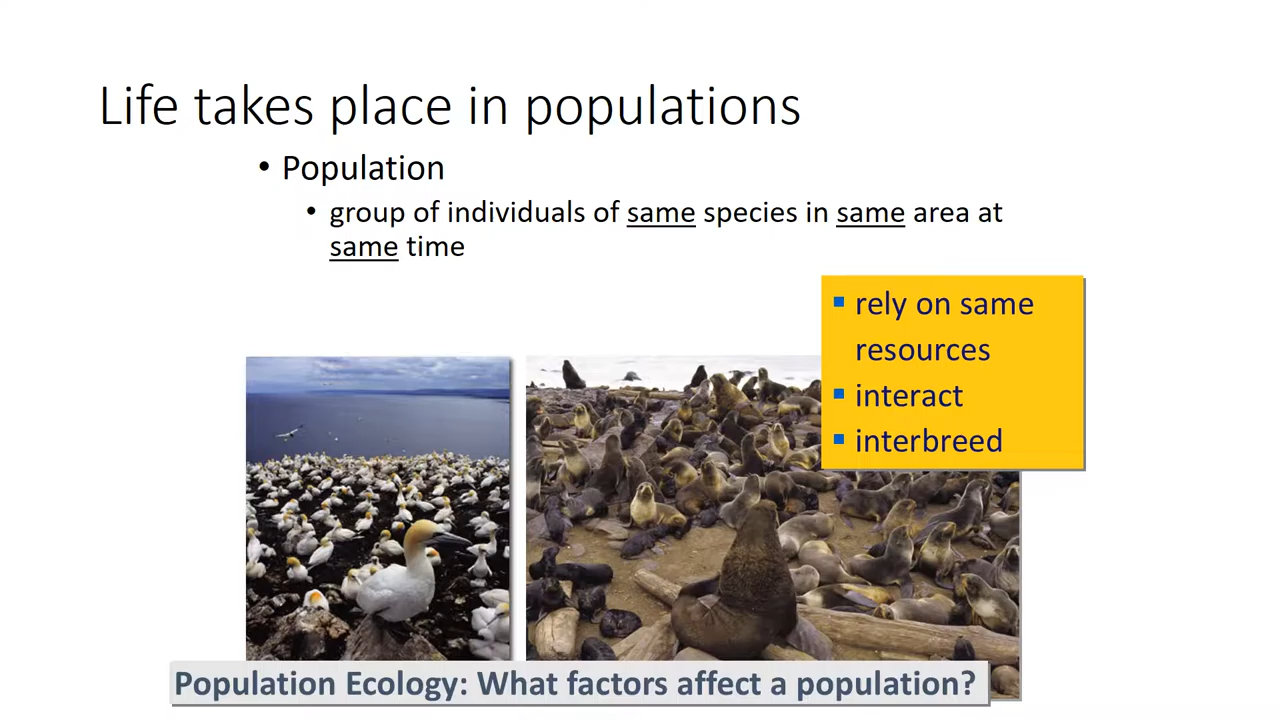 Life takes place in populations
• Population
• group of individuals of same species in same area at
same time
▪ rely on same
resources
▪ interact
▪ interbreed
Population Ecology: What factors affect a population?